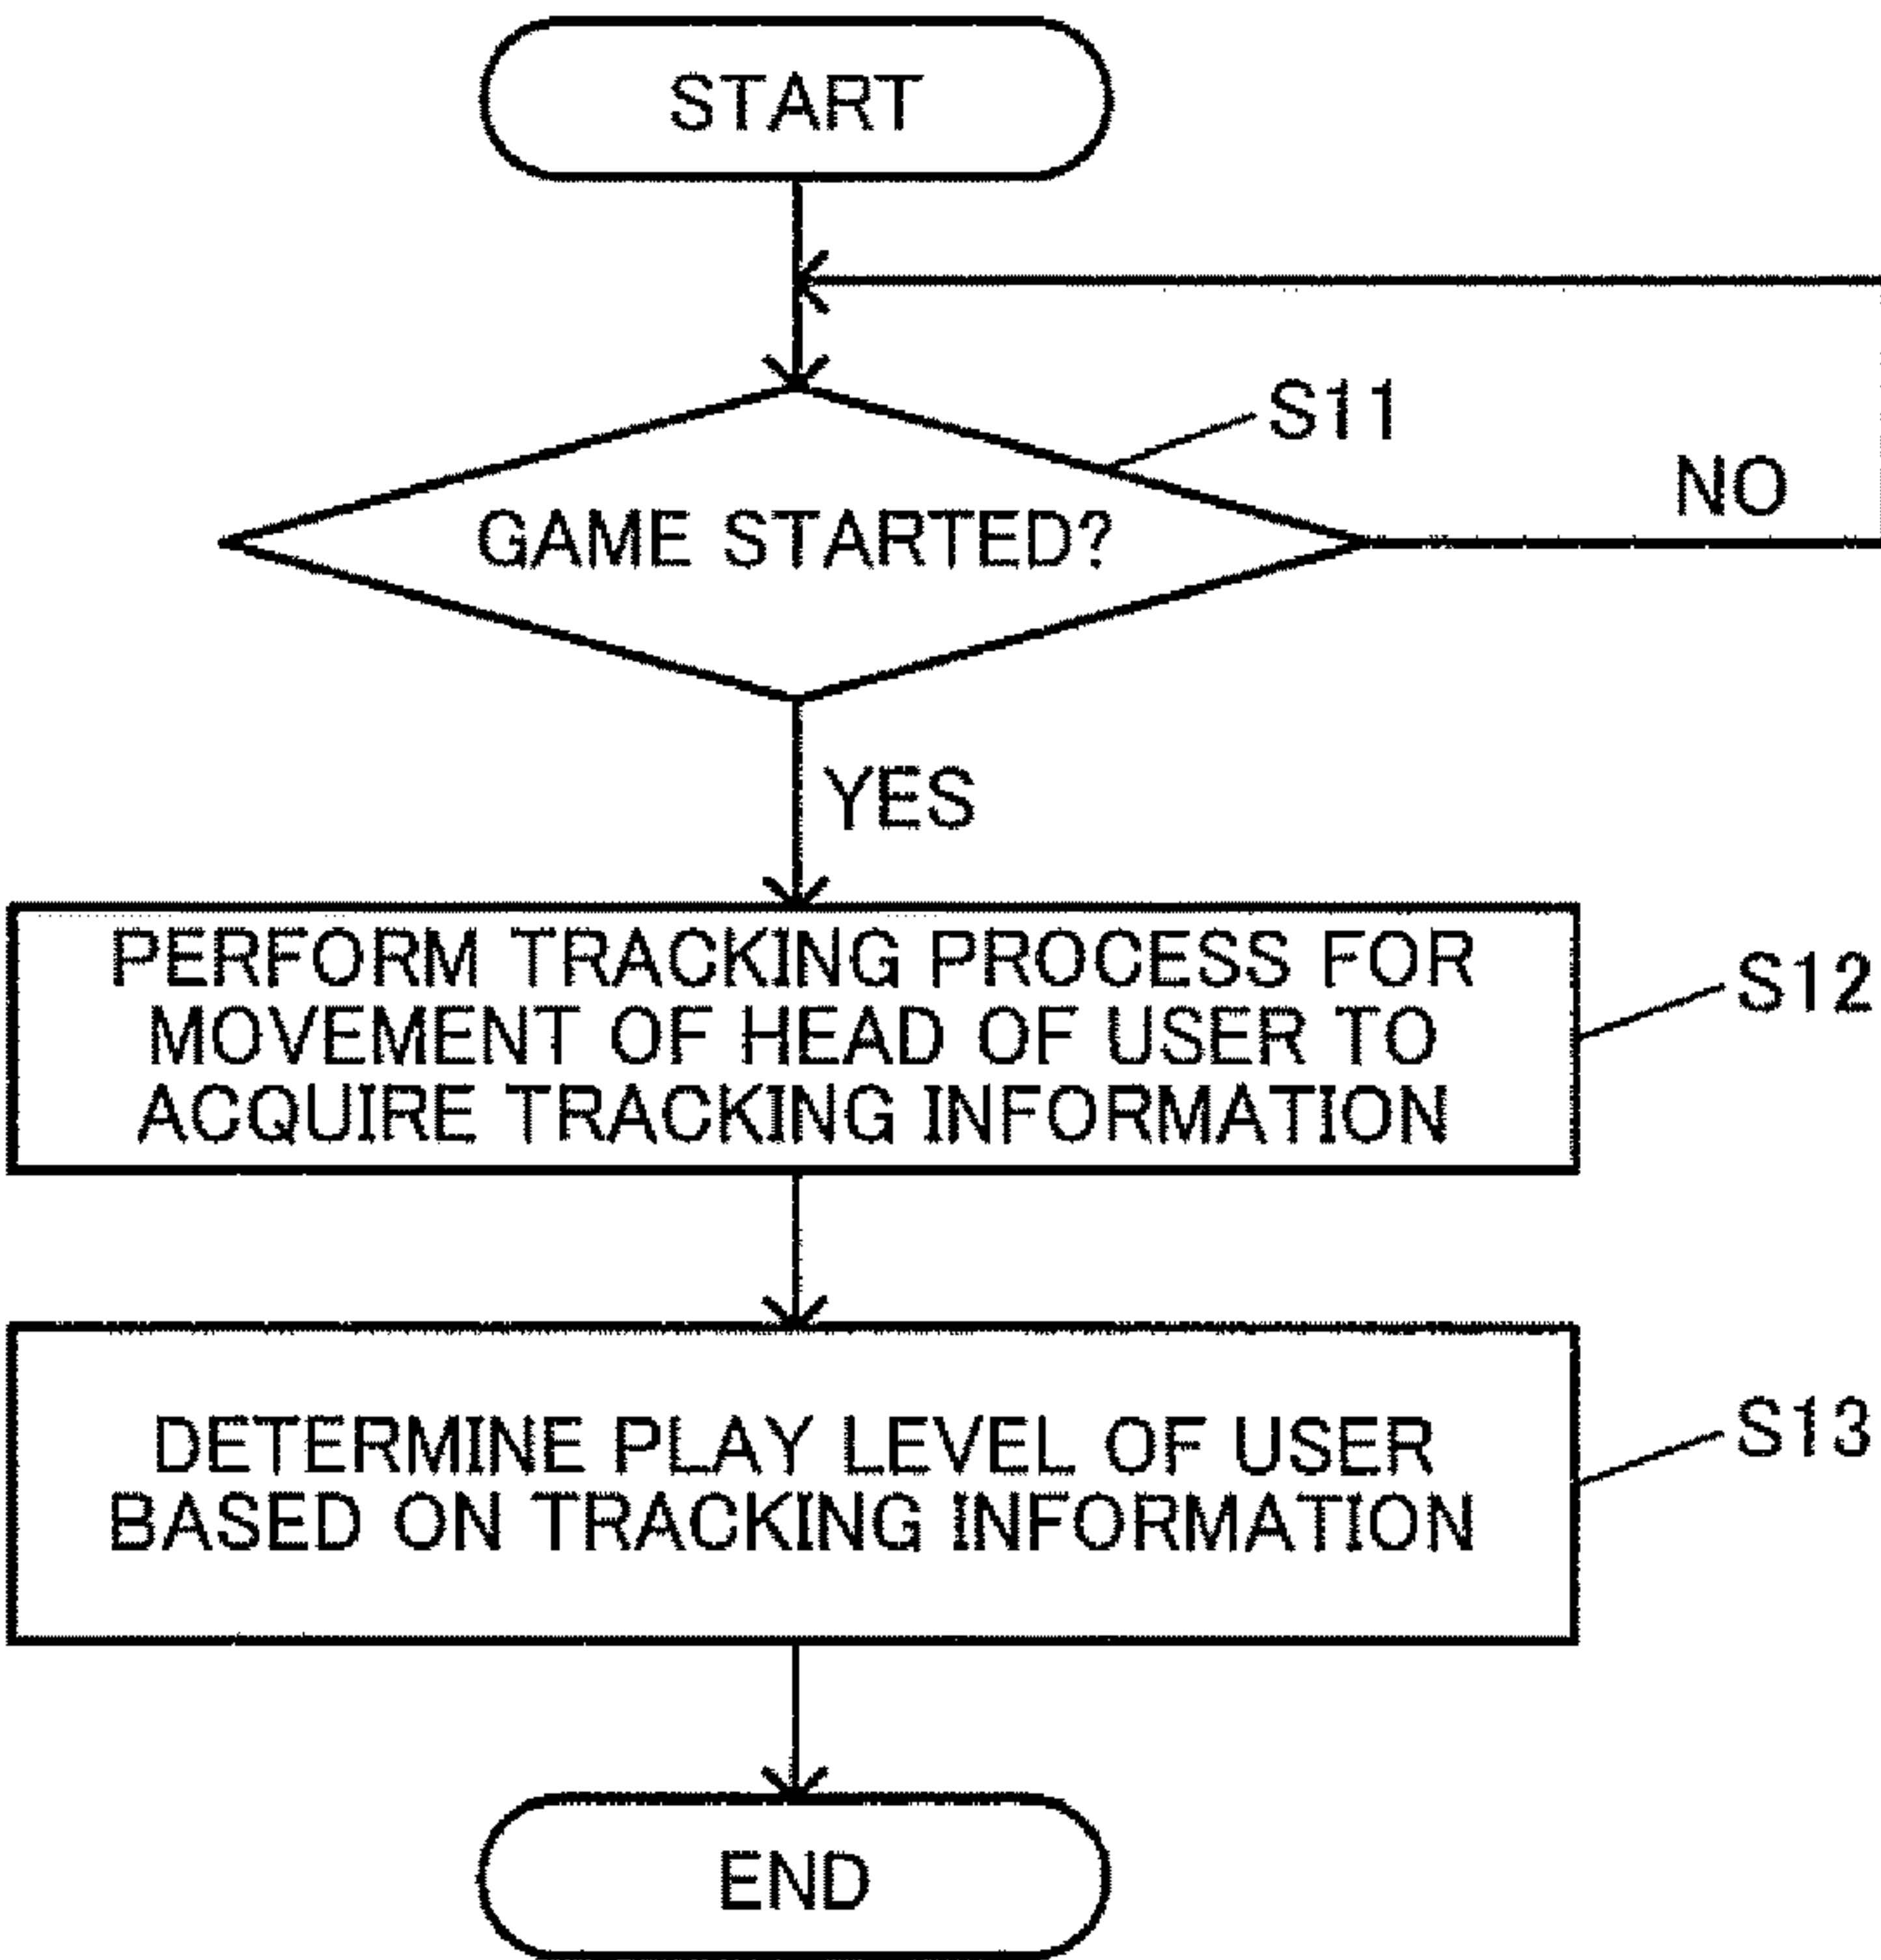 START
S11
NO
GAME STARTED?
YES
PERFORM TRACKING PROCESS FOR
MOVEMENT OF HEAD OF USER TO
ACQUIRE TRACKING INFORMATION
S12
DETERMINE PLAY LEVEL OF USER
BASED ON TRACKING INFORMATION
S13
END